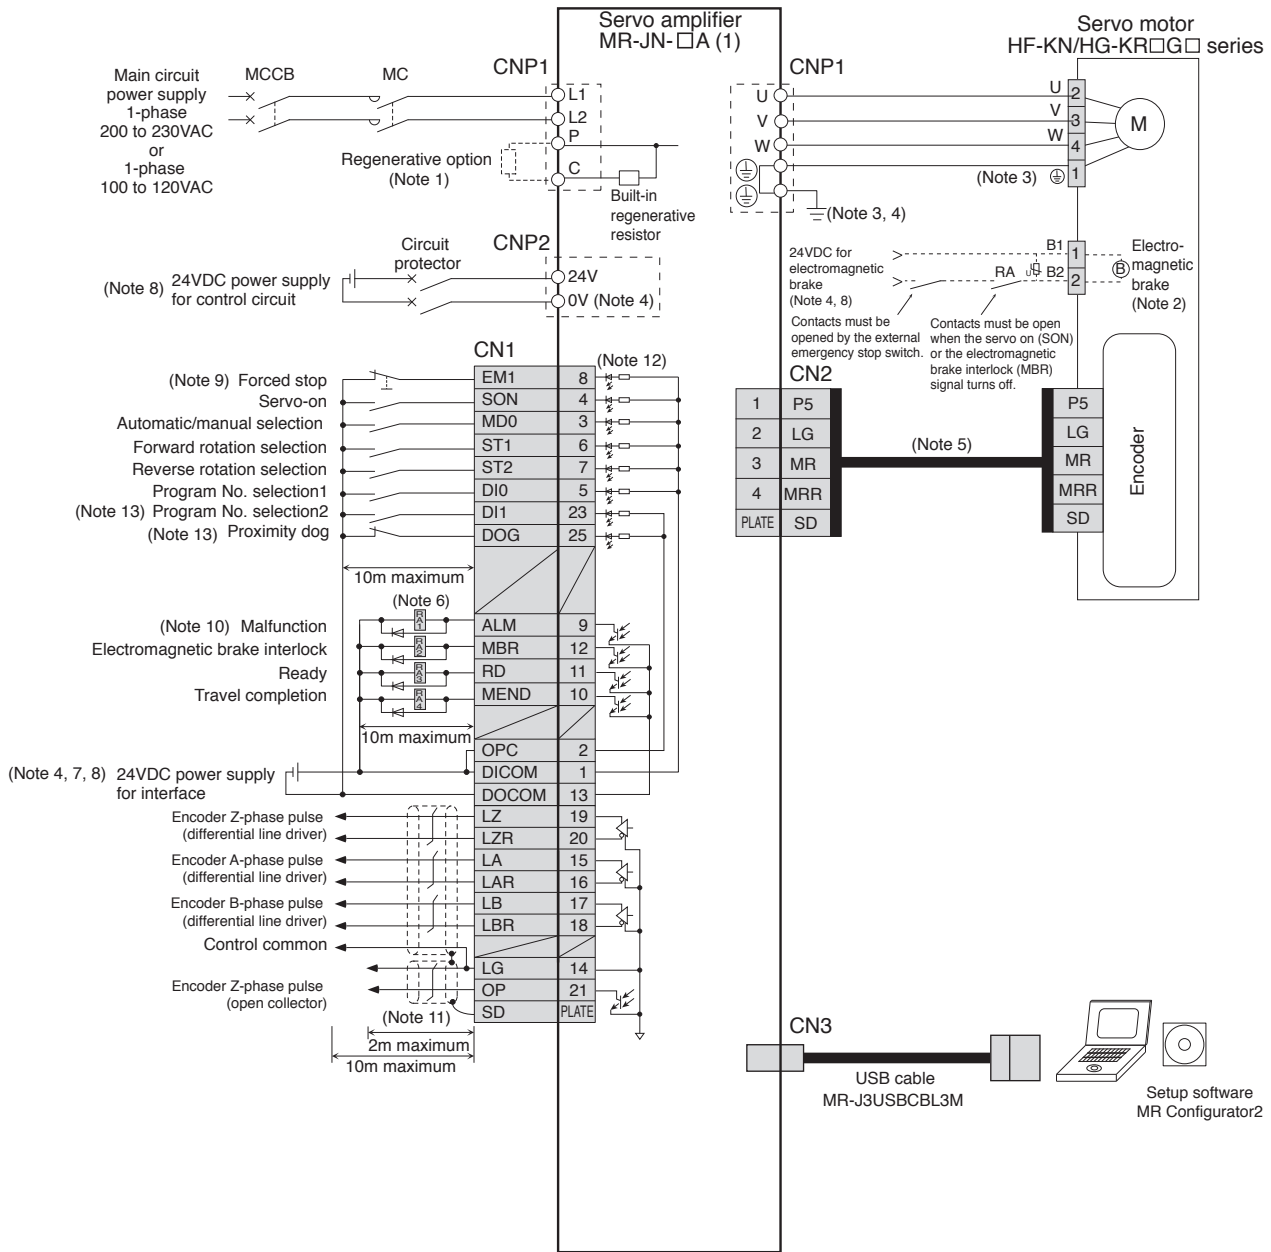 Servo amplifier
MR-JN-□A (1)
Servo motor
HF-KN/HG-KR□G□ series
CNP1
CNP1
Main circuit
power supply
1-phase
200 to 230VAC
or
1-phase
100 to 120VAC
MCCB
MC
L1
L2
P
C
Regenerative option
(Note 1)
Built-in
regenerative
resistor
U
V
W
U
V
W
2
3
4
1
M
(Note 3)
(Note 3, 4)
CNP2
Circuit
protector
(Note 8) 24VDC power supply
for control circuit
24V
0V (Note 4)
24VDC for
electromagnetic
brake
(Note 4, 8)
B1
1
RA
U
B2
2
B
Electro-
magnetic
brake
(Note 2)
Contacts must be
opened by the external
emergency stop switch.
Contacts must be open
when the servo on (SON)
or the electromagnetic
brake interlock (MBR)
signal turns off.
CN1
(Note 12)
(Note 9) Forced stop
EM1 8
Servo-on
SON 4
Automatic/manual selection
MD0 3
Forward rotation selection
ST1 6
Reverse rotation selection
ST2 7
Program No. selection1
DI0 5
(Note 13) Program No. selection2
DI1 23
(Note 13) Proximity dog
DOG 25
10m maximum
(Note 6)
(Note 10) Malfunction
RA1
ALM 9
Electromagnetic brake interlock
RA2
MBR 12
Ready
RA3
RD 11
Travel completion
RA4
MEND 10
10m maximum
OPC 2
(Note 4, 7, 8) 24VDC power supply
for interface
DICOM 1
DOCOM 13
Encoder Z-phase pulse
(differential line driver)
LZ 19
LZR 20
Encoder A-phase pulse
(differential line driver)
LA 15
LAR 16
Encoder B-phase pulse
(differential line driver)
LB 17
LBR 18
Control common
LG 14
Encoder Z-phase pulse
(open collector)
OP 21
SD PLATE
(Note 11)
2m maximum
10m maximum
CN2
1 P5
2 LG
3 MR
4 MRR
PLATE SD
(Note 5)
P5
LG
MR
MRR
SD
Encoder
CN3
USB cable
MR-J3USBCBL3M
Setup software
MR Configurator2